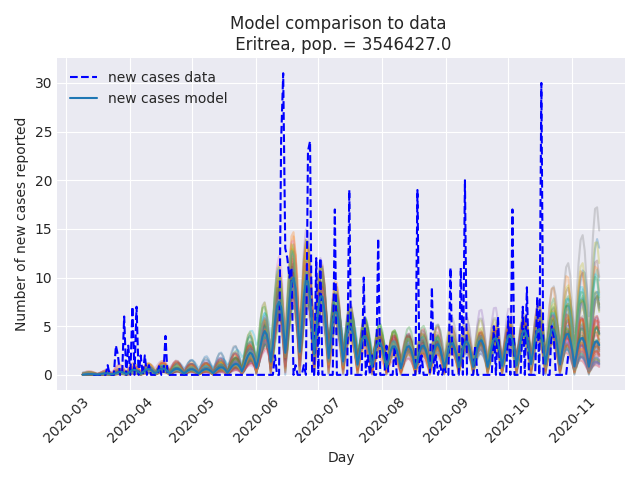 Model comparison to data
Eritrea, pop. = 3546427.0
new cases data
new cases model
Number of new cases reported
30
25
20
15
10
5
0
2020-03
2020-04
2020-05
2020-06
2020-07
2020-08
2020-09
2020-10
2020-11
Day